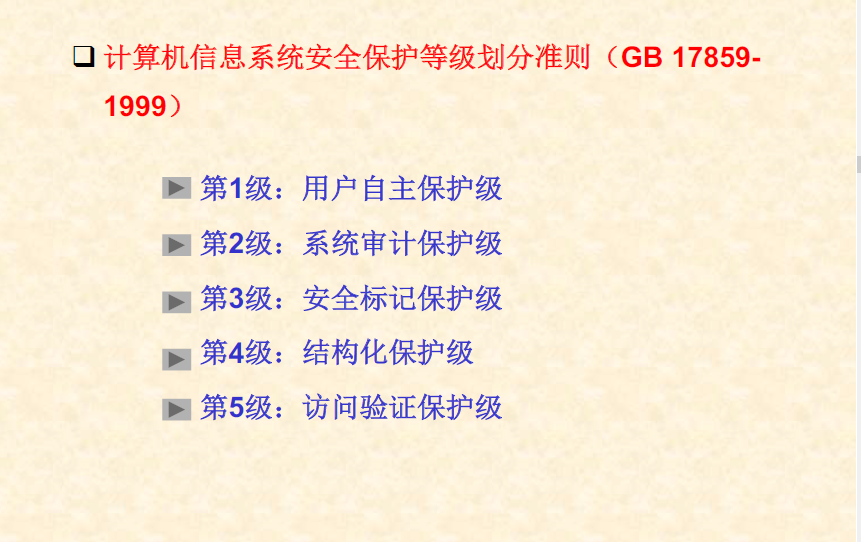 计算机信息系统安全保护等级划分准则（GB 17859-
1999）
第1级：用户自主保护级
第2级：系统审计保护级
第3级：安全标记保护级
第4级：结构化保护级
第5级：访问验证保护级